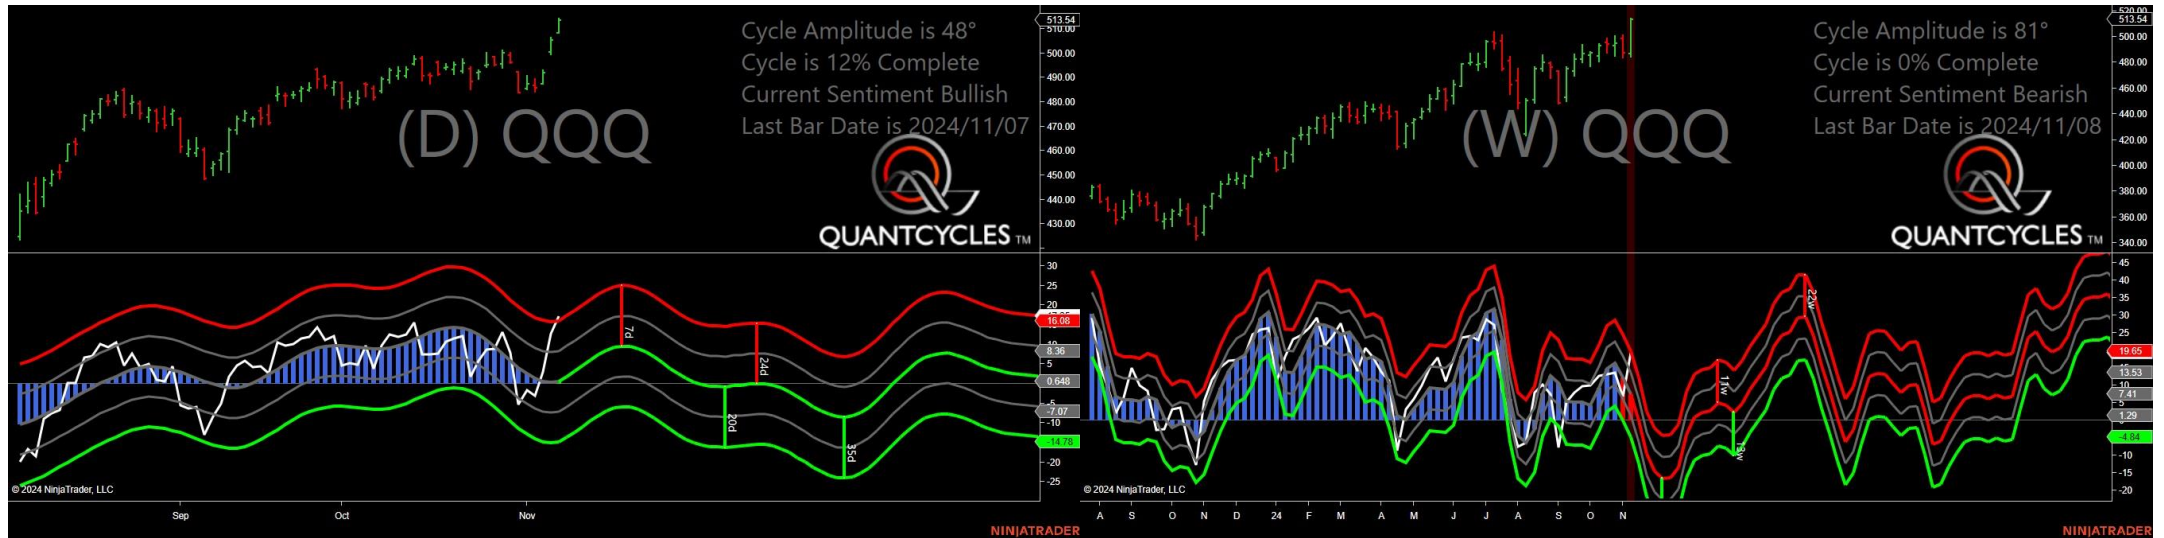 Cycle Amplitude is 48°
Cycle is 12% Complete
Current Sentiment Bullish
Last Bar Date is 2024/11/07
(D) QQQ
QUANTCYCLES TM
513.54
510.00
500.00
490.00
480.00
470.00
460.00
450.00
440.00
430.00
30
25
20
16.08
10
8.36
5
0.648
-5
-7.07
-10
-14.78
-20
-25
7d
24d
20d
35d
© 2024 NinjaTrader, LLC
Sep Oct Nov
NINJATRADER
Cycle Amplitude is 81°
Cycle is 0% Complete
Current Sentiment Bearish
Last Bar Date is 2024/11/08
(W) QQQ
QUANTCYCLES TM
520.00
513.54
500.00
480.00
460.00
440.00
420.00
400.00
380.00
360.00
340.00
45
40
35
30
25
19.65
13.53
10
7.41
5
1.29
-4.84
-10
-15
-20
11w
22w
13w
© 2024 NinjaTrader, LLC
A S O N D 24 F M A M J J A S O N
NINJATRADER